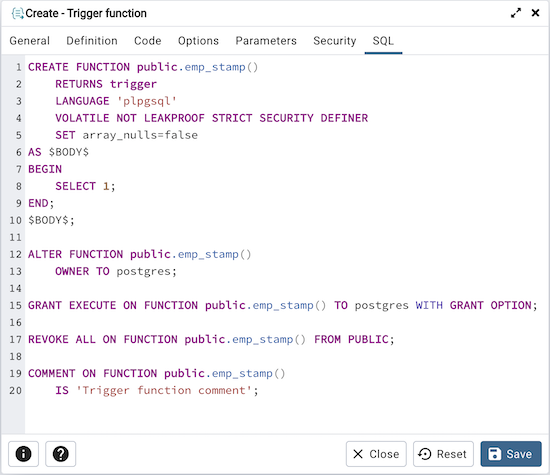 Create - Trigger function
General Definition Code Options Parameters Security SQL
1 CREATE FUNCTION public.emp_stamp()
2     RETURNS trigger
3     LANGUAGE 'plpgsql'
4     VOLATILE NOT LEAKPROOF STRICT SECURITY DEFINER
5     SET array_nulls=false
6 AS $BODY$
7 BEGIN
8     SELECT 1;
9 END;
10 $BODY$;
11
12 ALTER FUNCTION public.emp_stamp()
13     OWNER TO postgres;
14
15 GRANT EXECUTE ON FUNCTION public.emp_stamp() TO postgres WITH GRANT OPTION;
16
17 REVOKE ALL ON FUNCTION public.emp_stamp() FROM PUBLIC;
18
19 COMMENT ON FUNCTION public.emp_stamp()
20     IS 'Trigger function comment';
Close Reset Save